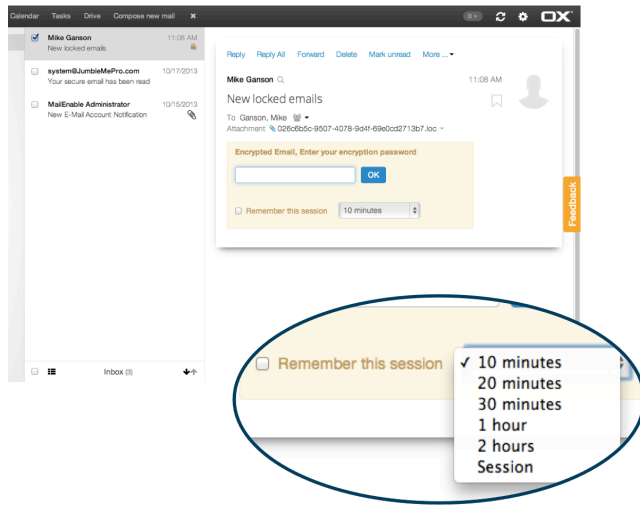 Calendar Tasks Drive Compose new mail ✖ 0 OX
Mike Ganson 11:08 AM
New locked emails
system@JumbleMePro.com 10/17/2013
Your secure email has been read
MailEnable Administrator 10/15/2013
New E-Mail Account Notification
Inbox (3)
Reply Reply All Forward Delete Mark unread More ...
Mike Ganson 11:08 AM
New locked emails
To Ganson, Mike
Attachment 026c6b5c-9507-4078-9d4f-69e0cd2713b7.loc
Encrypted Email, Enter your encryption password
OK
Remember this session 10 minutes
Feedback
Remember this session ✓ 10 minutes
20 minutes
30 minutes
1 hour
2 hours
Session